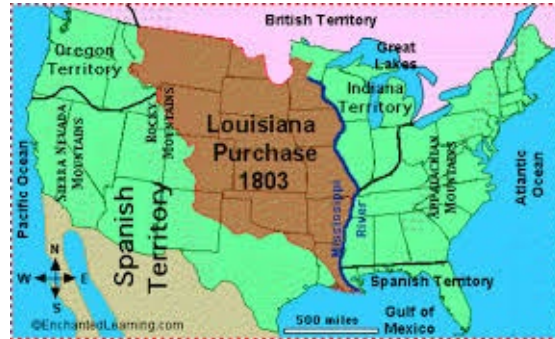 British Territory
Oregon
Territory
Great
Lakes
Indiana
Territory
ROCKY
MOUNTAINS
SIERRA NEVADA
MOUNTAINS
Louisiana
Purchase
1803
APPALACHIAN
MOUNTAINS
Pacific Ocean
Atlantic
Ocean
Spanish
Territory
Mississippi
River
N
W E
S
Spanish Territory
Gulf of
Mexico
500 miles
©EnchantedLearning.com